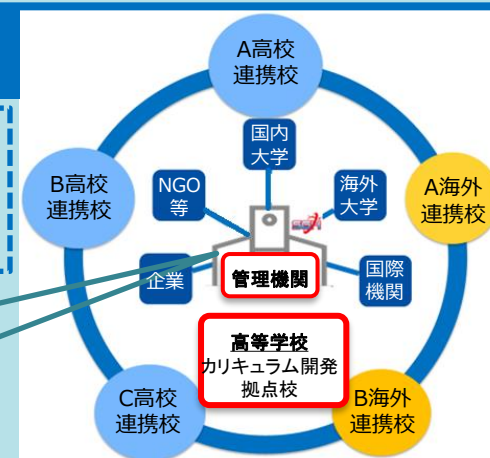 A高校
連携校
国内
大学
B高校
連携校
NGO
等
海外
大学
A海外
連携校
企業
管理機関
国際
機関
高等学校
カリキュラム開発
拠点校
C高校
連携校
B海外
連携校